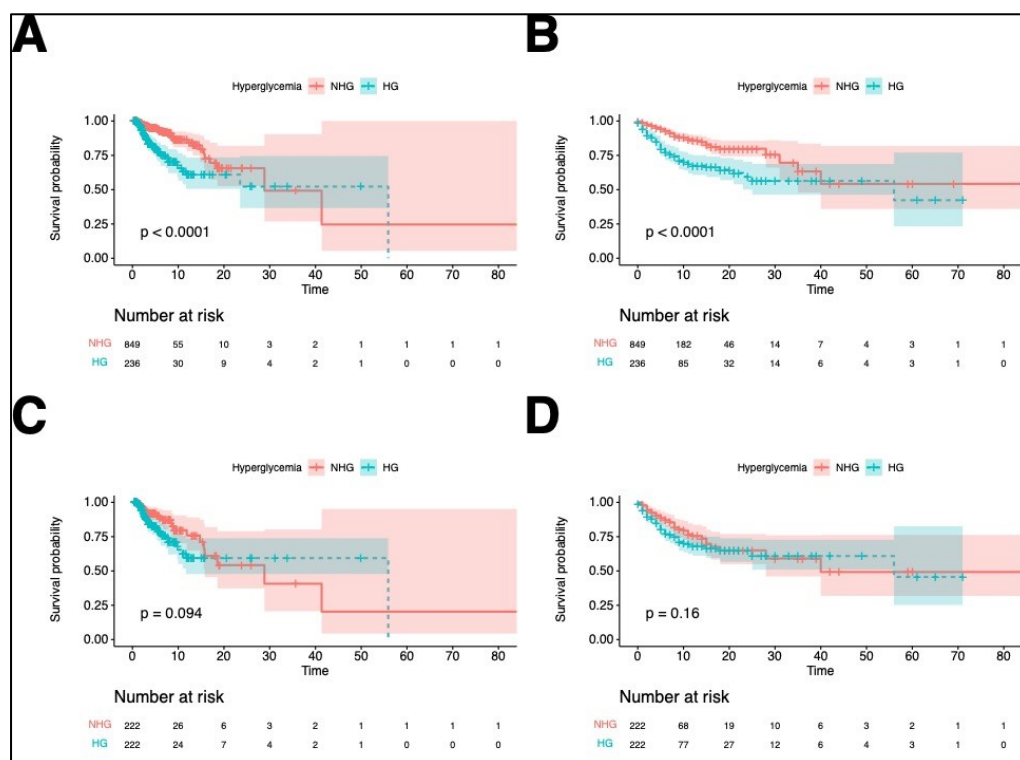 A
Hyperglycemia NHG HG
Survival probability
1.00
0.75
0.50
0.25
0.00
p < 0.0001
0 10 20 30 40 50 60 70 80
Time
Number at risk
NHG 849 55 10 3 2 1 1 1 1
HG 236 30 9 4 2 1 0 0 0
B
Hyperglycemia NHG HG
Survival probability
1.00
0.75
0.50
0.25
0.00
p < 0.0001
0 10 20 30 40 50 60 70 80
Time
Number at risk
NHG 849 182 46 14 7 4 3 1 1
HG 236 85 32 14 6 4 3 1 0
C
Hyperglycemia NHG HG
Survival probability
1.00
0.75
0.50
0.25
0.00
p = 0.094
0 10 20 30 40 50 60 70 80
Time
Number at risk
NHG 222 26 6 3 2 1 1 1 1
HG 222 24 7 4 2 1 0 0 0
D
Hyperglycemia NHG HG
Survival probability
1.00
0.75
0.50
0.25
0.00
p = 0.16
0 10 20 30 40 50 60 70 80
Time
Number at risk
NHG 222 68 19 10 6 3 2 1 1
HG 222 77 27 12 6 4 3 1 0